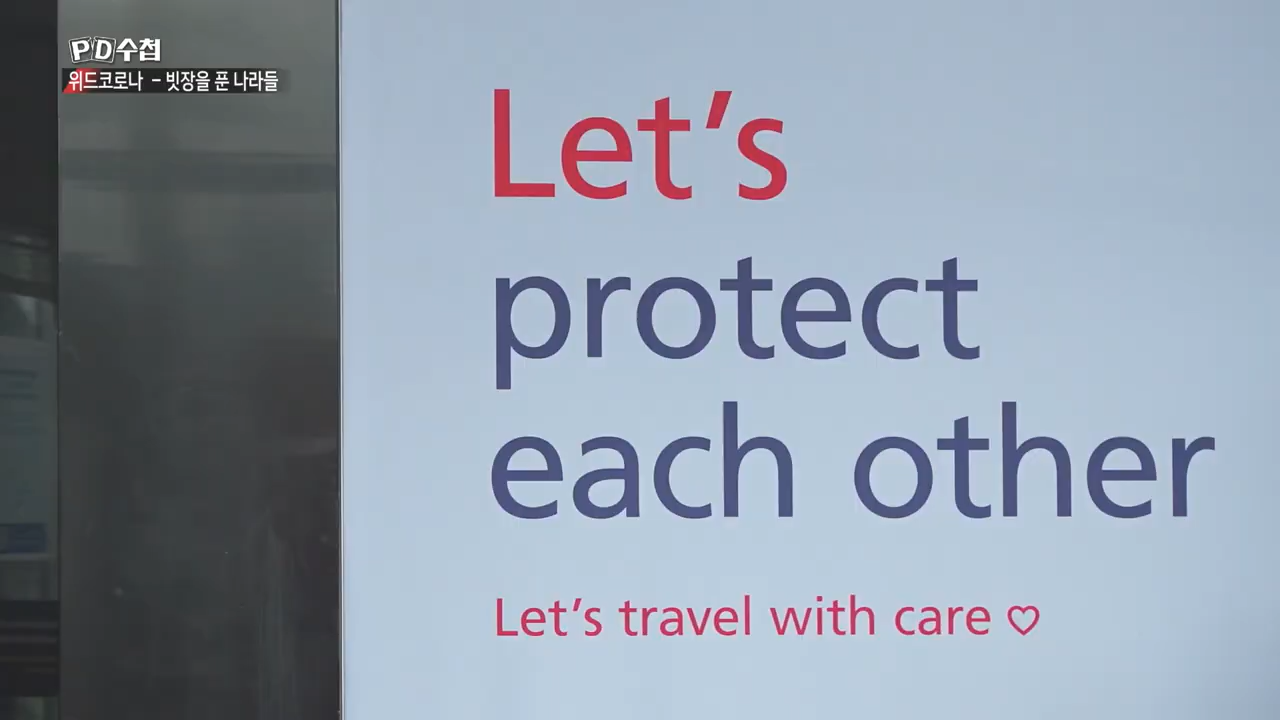 PD수첩
위드코로나 - 빗장을 푼 나라들
Let's
protect
each other
Let's travel with care ♡